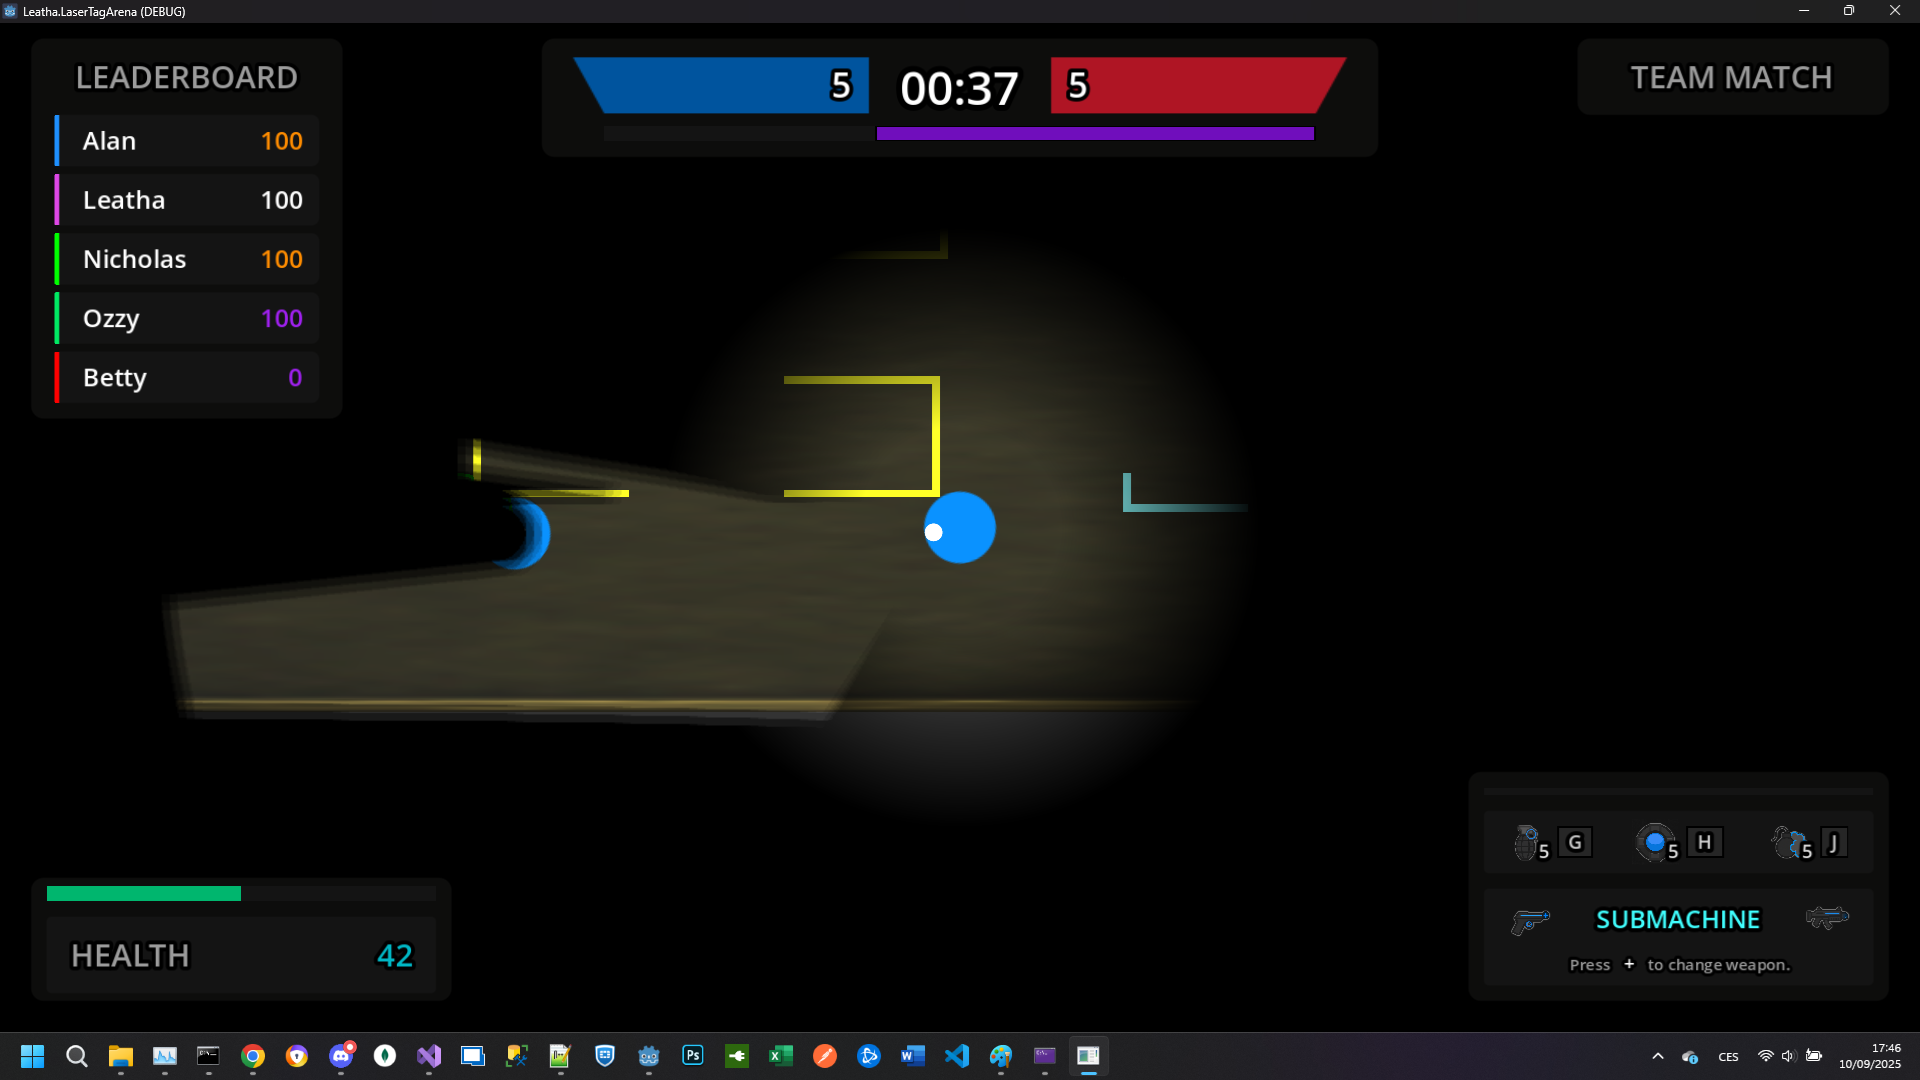 Leatha.LaserTagArena (DEBUG)
LEADERBOARD
Alan 100
Leatha 100
Nicholas 100
Ozzy 100
Betty 0
5 00:37 5
TEAM MATCH
HEALTH 42
5 G 5 H 5 J
SUBMACHINE
Press + to change weapon.
Ps
CES
17:46
10/09/2025